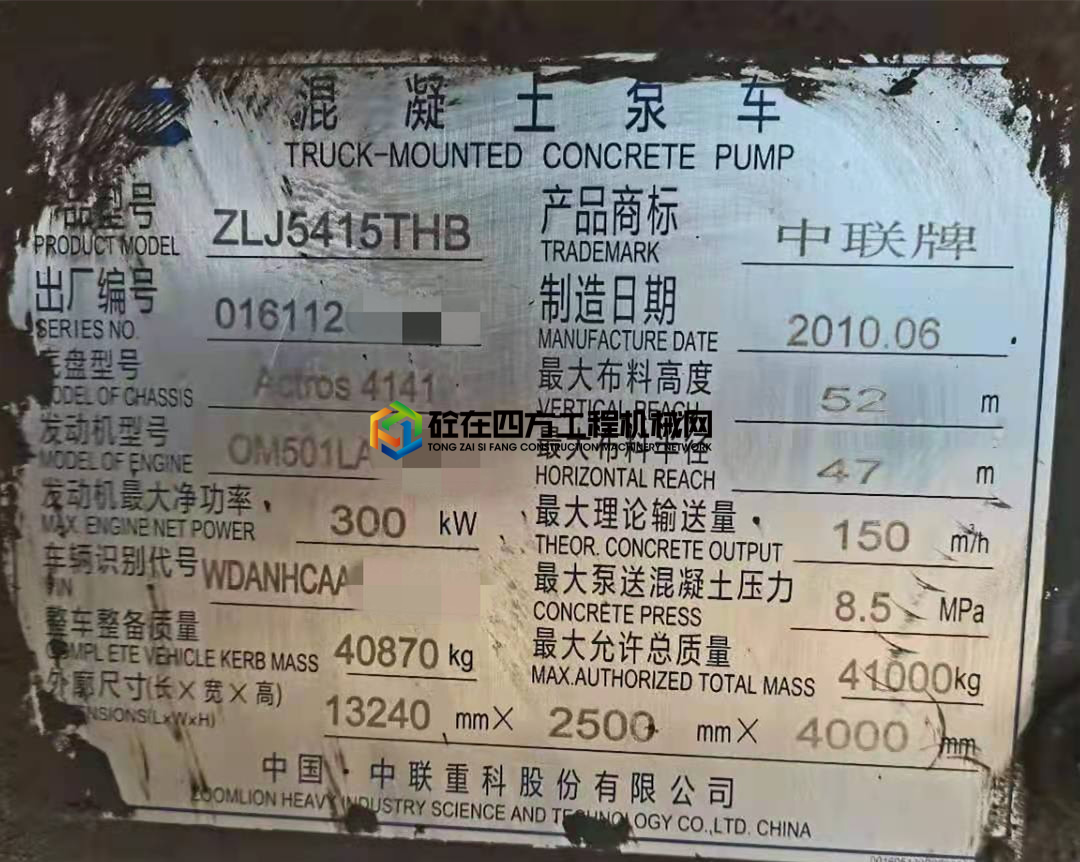 混凝土泵车
TRUCK-MOUNTED CONCRETE PUMP
品型号 ZLJ5415THB 产品商标 中联牌
PRODUCT MODEL TRADEMARK
出厂编号 016112 制造日期 2010.06
SERIES NO. MANUFACTURE DATE
底盘型号 Actros 4141 最大布料高度 52 m
MODEL OF CHASSIS VERTICAL REACH
砼在四方工程机械网
TONG ZAI SI FANG CONSTRUCTION MACHINERY NETWORK
发动机型号 OM501LA 47 m
MODEL OF ENGINE HORIZONTAL REACH
发动机最大净功率 300 kW 最大理论输送量 150 m³/h
MAX. ENGINE NET POWER THEOR. CONCRETE OUTPUT
车辆识别代号 WDANHCAA 最大泵送混凝土压力 8.5 MPa
CONCRETE PRESS
整车整备质量 40870 kg 最大允许总质量 41000kg
COMPLETE VEHICLE KERB MASS MAX.AUTHORIZED TOTAL MASS
外廓尺寸(长×宽×高) 13240 mm× 2500 mm× 4000 mm
(L×W×H)
中国·中联重科股份有限公司
ZOOMLION HEAVY INDUSTRY SCIENCE AND TECHNOLOGY CO.,LTD. CHINA